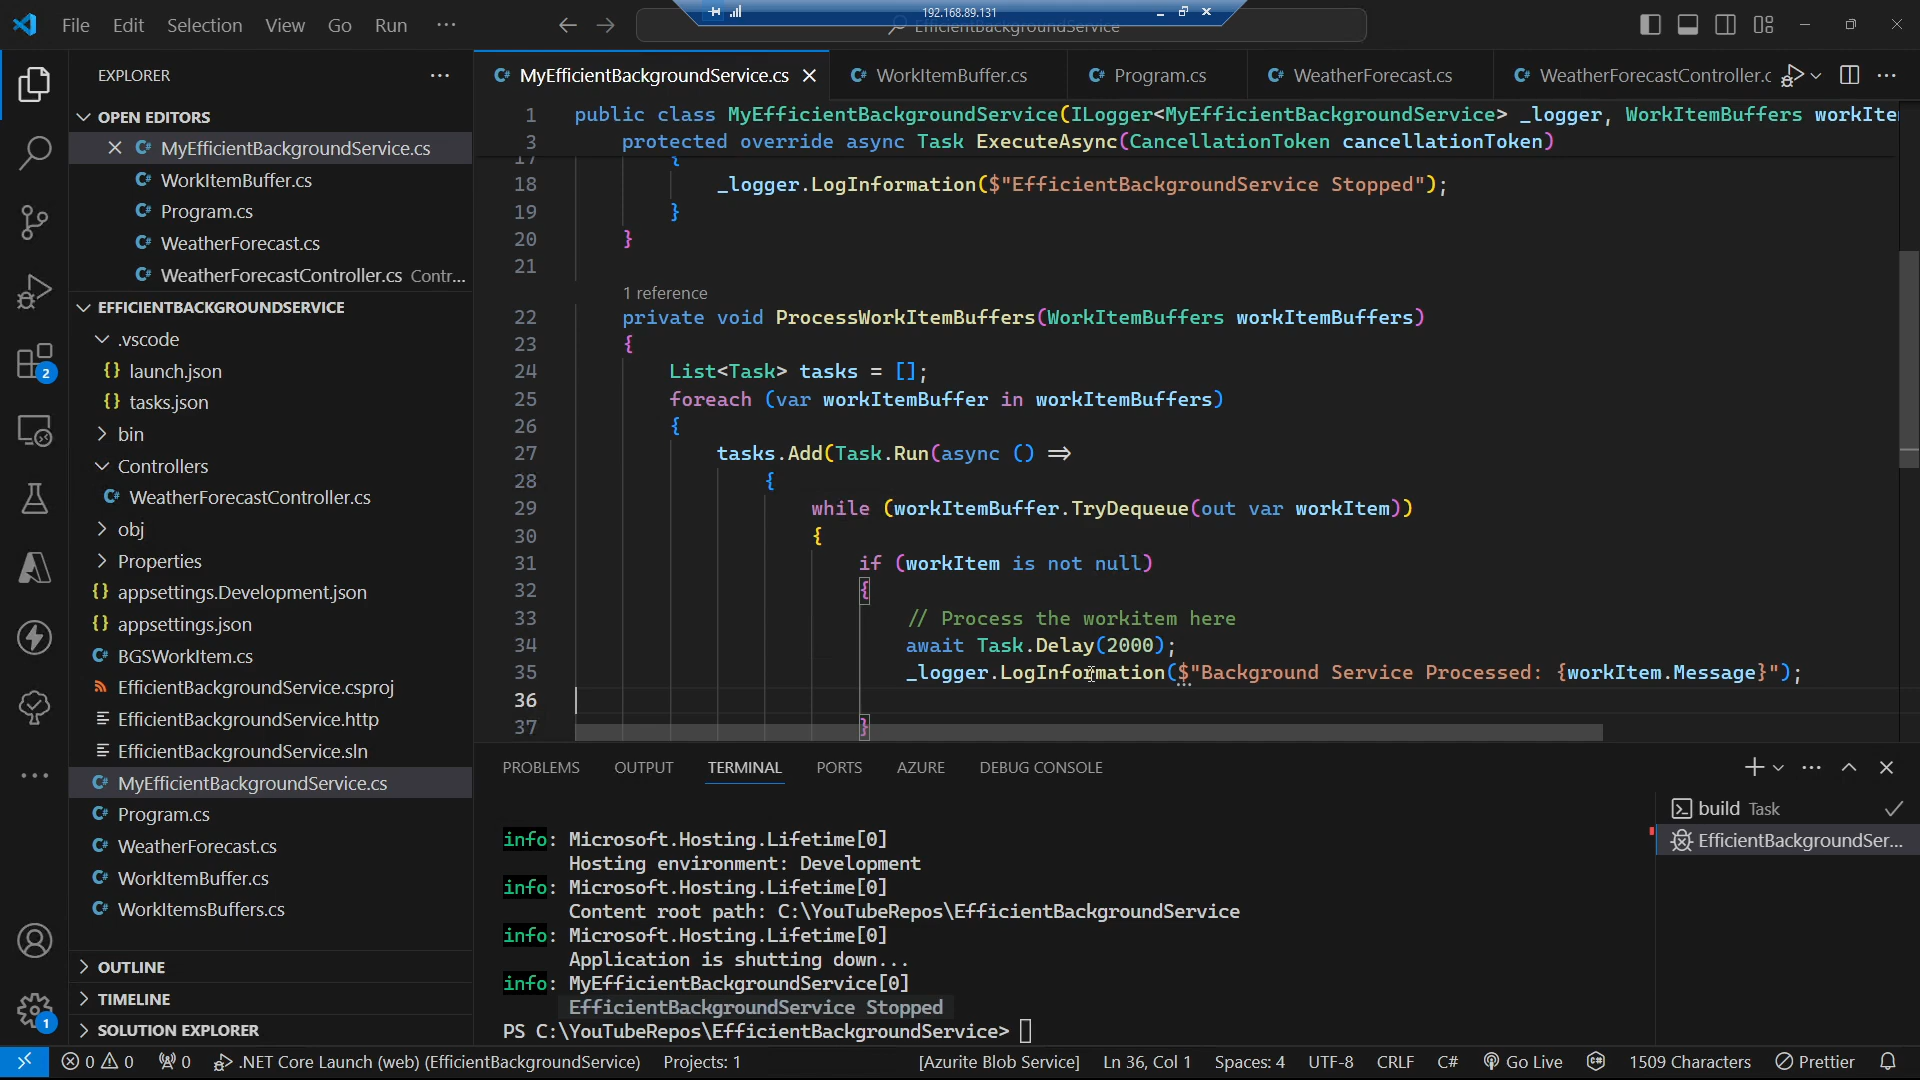 File Edit Selection View Go Run
192.168.89.131
EfficientBackgroundService
EXPLORER
OPEN EDITORS
MyEfficientBackgroundService.cs
WorkItemBuffer.cs
Program.cs
WeatherForecast.cs
WeatherForecastController.cs Contr...
EFFICIENTBACKGROUNDSERVICE
.vscode
{} launch.json
{} tasks.json
bin
Controllers
WeatherForecastController.cs
obj
Properties
{} appsettings.Development.json
{} appsettings.json
BGSWorkItem.cs
EfficientBackgroundService.csproj
EfficientBackgroundService.http
EfficientBackgroundService.sln
MyEfficientBackgroundService.cs
Program.cs
WeatherForecast.cs
WorkItemBuffer.cs
WorkItemsBuffers.cs
OUTLINE
TIMELINE
SOLUTION EXPLORER
2
1
MyEfficientBackgroundService.cs WorkItemBuffer.cs Program.cs WeatherForecast.cs WeatherForecastController.c
1 public class MyEfficientBackgroundService(ILogger<MyEfficientBackgroundService> _logger, WorkItemBuffers workIte
3 protected override async Task ExecuteAsync(CancellationToken cancellationToken)
17 {
18 _logger.LogInformation($"EfficientBackgroundService Stopped");
19 }
20 }
21
1 reference
22 private void ProcessWorkItemBuffers(WorkItemBuffers workItemBuffers)
23 {
24 List<Task> tasks = [];
25 foreach (var workItemBuffer in workItemBuffers)
26 {
27 tasks.Add(Task.Run(async () =>
28 {
29 while (workItemBuffer.TryDequeue(out var workItem))
30 {
31 if (workItem is not null)
32 {
33 // Process the workitem here
34 await Task.Delay(2000);
35 _logger.LogInformation($"Background Service Processed: {workItem.Message}");
36
37 }
PROBLEMS OUTPUT TERMINAL PORTS AZURE DEBUG CONSOLE
info: Microsoft.Hosting.Lifetime[0]
Hosting environment: Development
info: Microsoft.Hosting.Lifetime[0]
Content root path: C:\YouTubeRepos\EfficientBackgroundService
info: Microsoft.Hosting.Lifetime[0]
Application is shutting down...
info: MyEfficientBackgroundService[0]
EfficientBackgroundService Stopped
PS C:\YouTubeRepos\EfficientBackgroundService>
build Task
EfficientBackgroundSer...
0 0 0 .NET Core Launch (web) (EfficientBackgroundService) Projects: 1 [Azurite Blob Service] Ln 36, Col 1 Spaces: 4 UTF-8 CRLF C# Go Live 1509 Characters Prettier